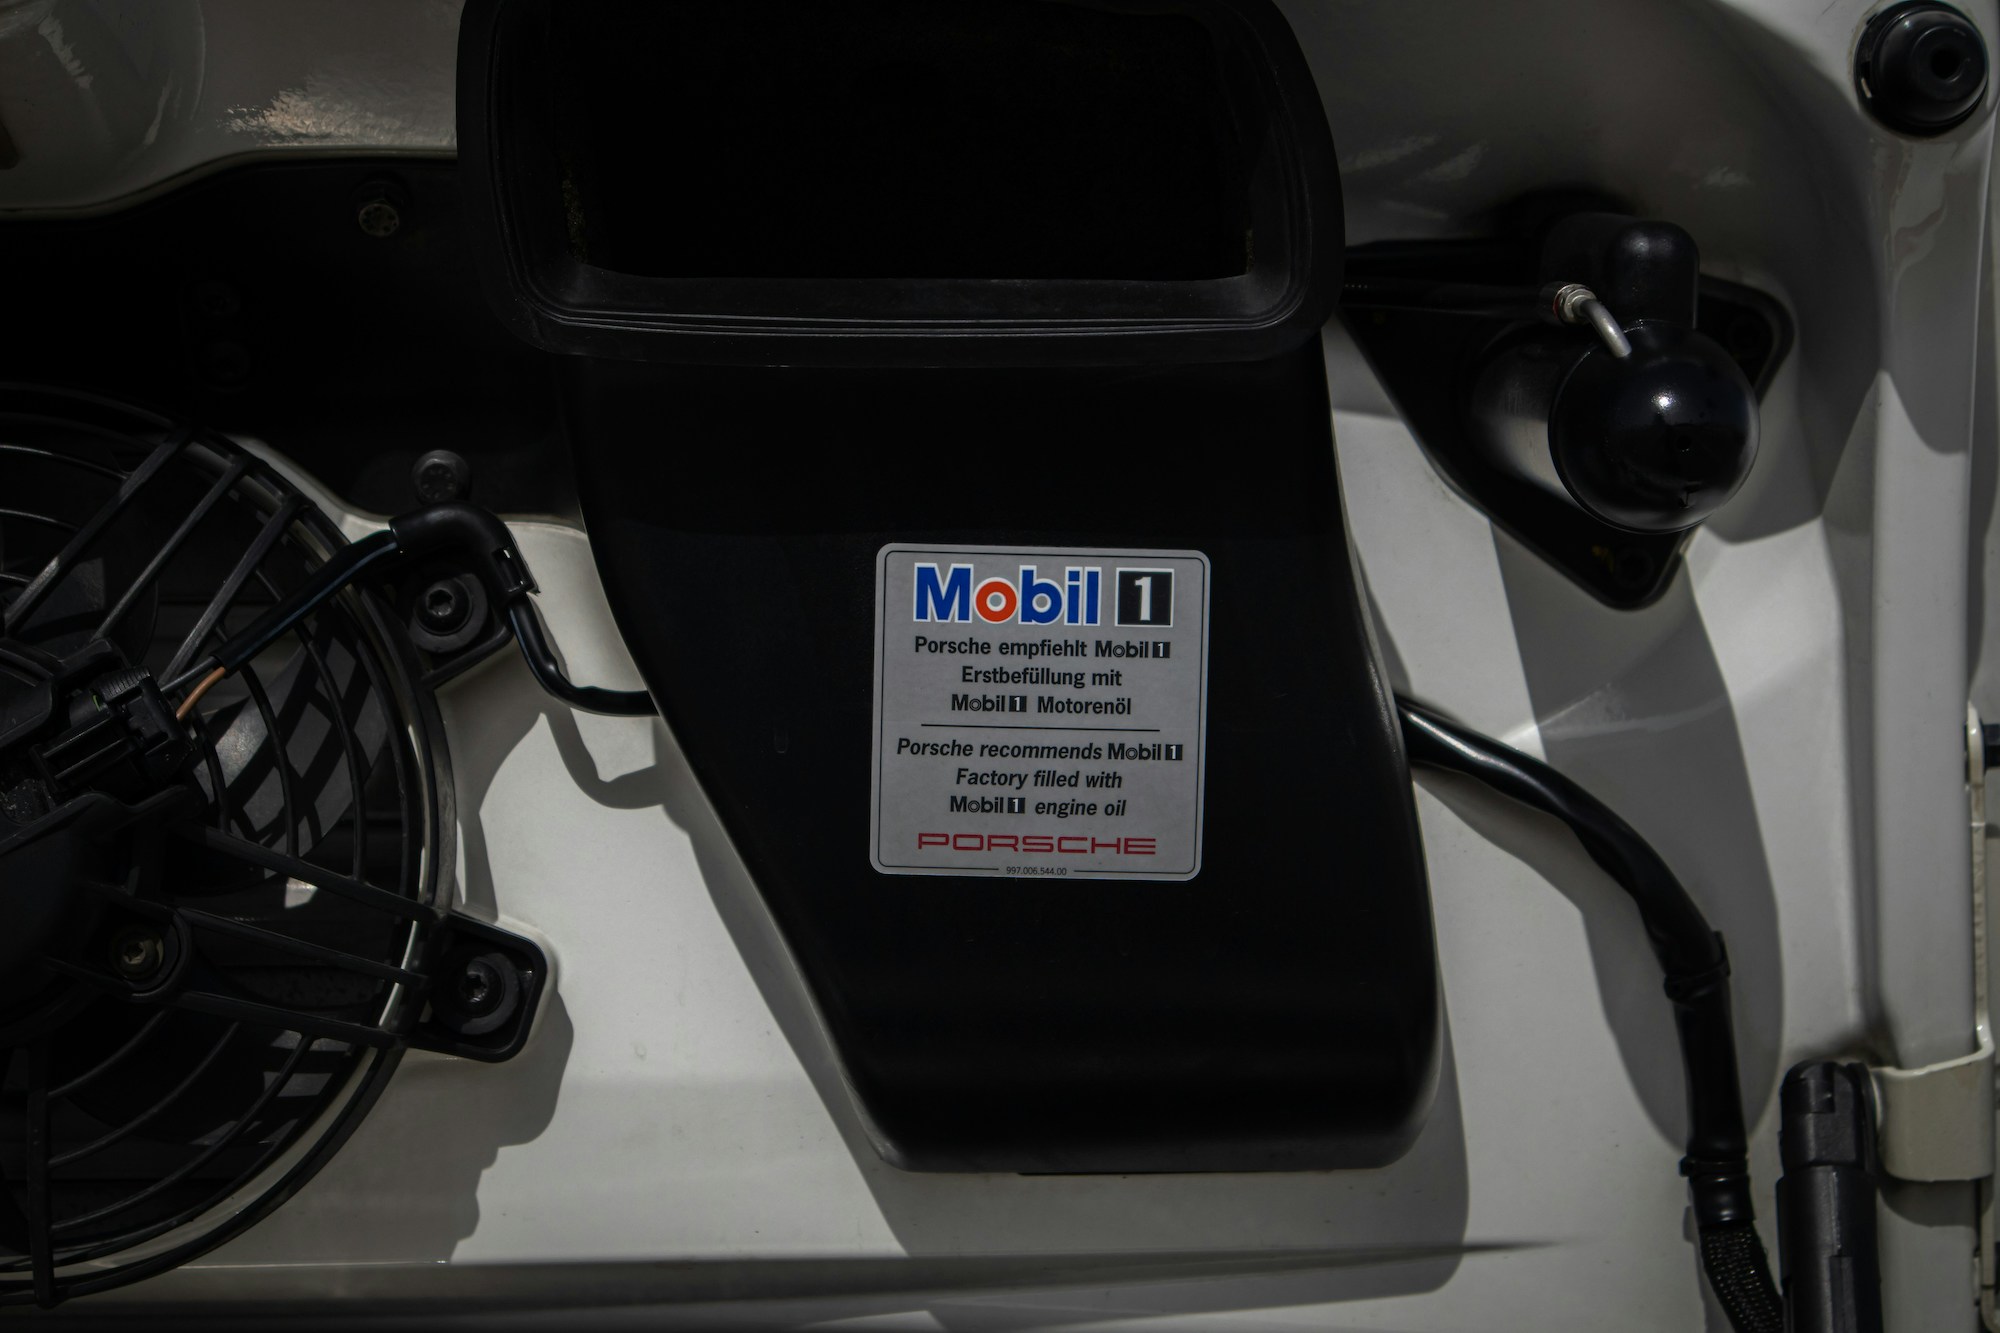 Mobil 1
Porsche empfiehlt Mobil 1
Erstbefüllung mit
Mobil 1 Motorenöl
Porsche recommends Mobil 1
Factory filled with
Mobil 1 engine oil
PORSCHE
997.006.544.00